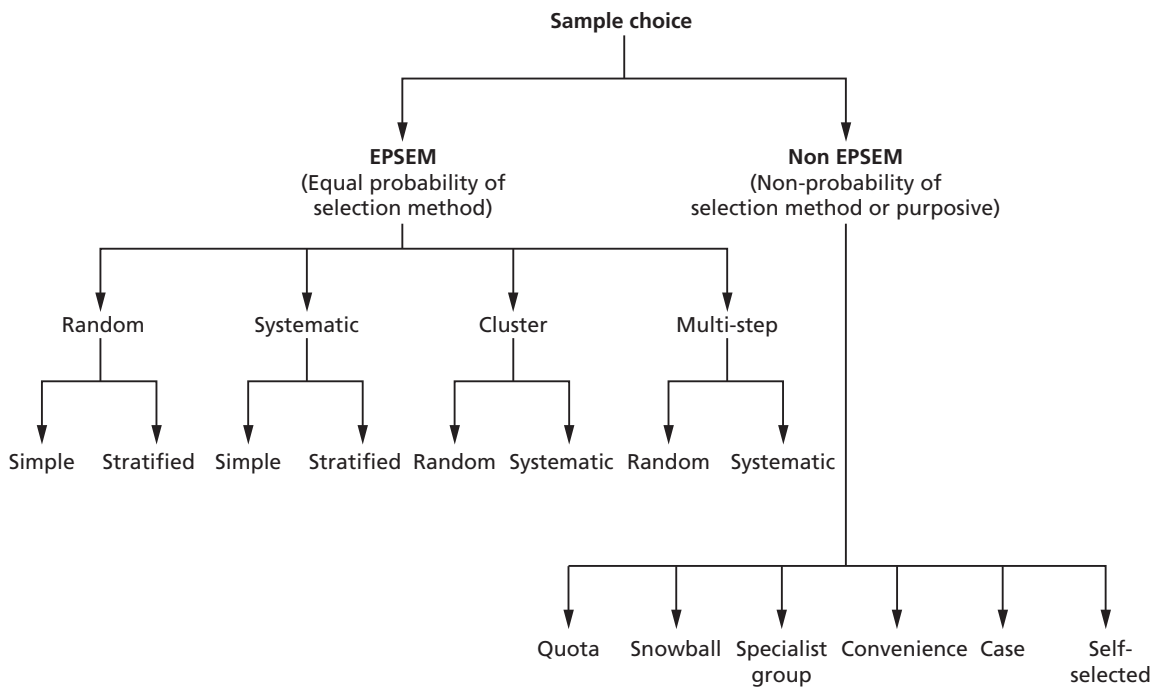 Sample choice
EPSEM
(Equal probability of
selection method)
Non EPSEM
(Non-probability of
selection method or purposive)
Random
Systematic
Cluster
Multi-step
Simple
Stratified
Simple
Stratified
Random
Systematic
Random
Systematic
Quota
Snowball
Specialist
group
Convenience
Case
Self-
selected